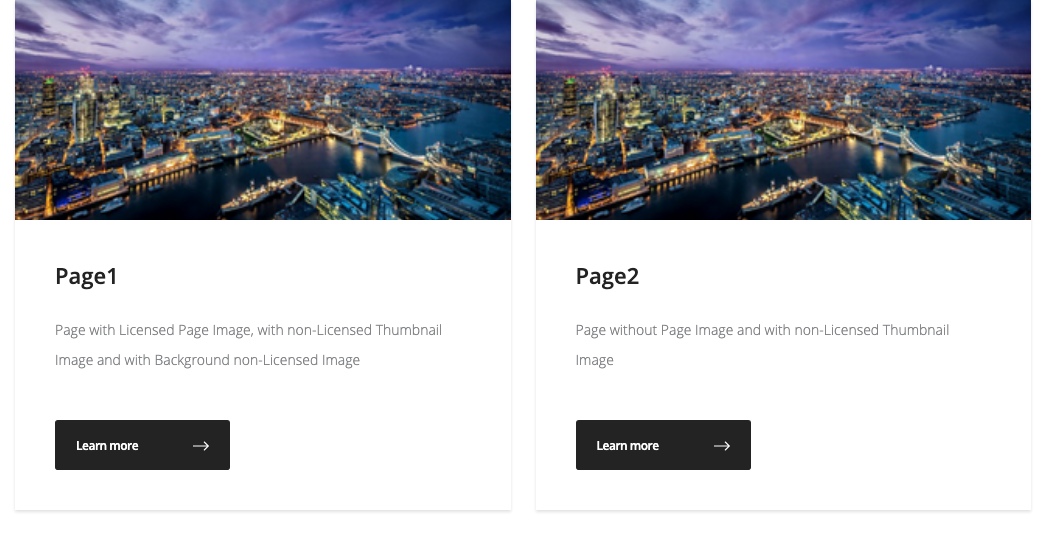 Page1
Page with Licensed Page Image, with non-Licensed Thumbnail
Image and with Background non-Licensed Image
Learn more
Page2
Page without Page Image and with non-Licensed Thumbnail
Image
Learn more